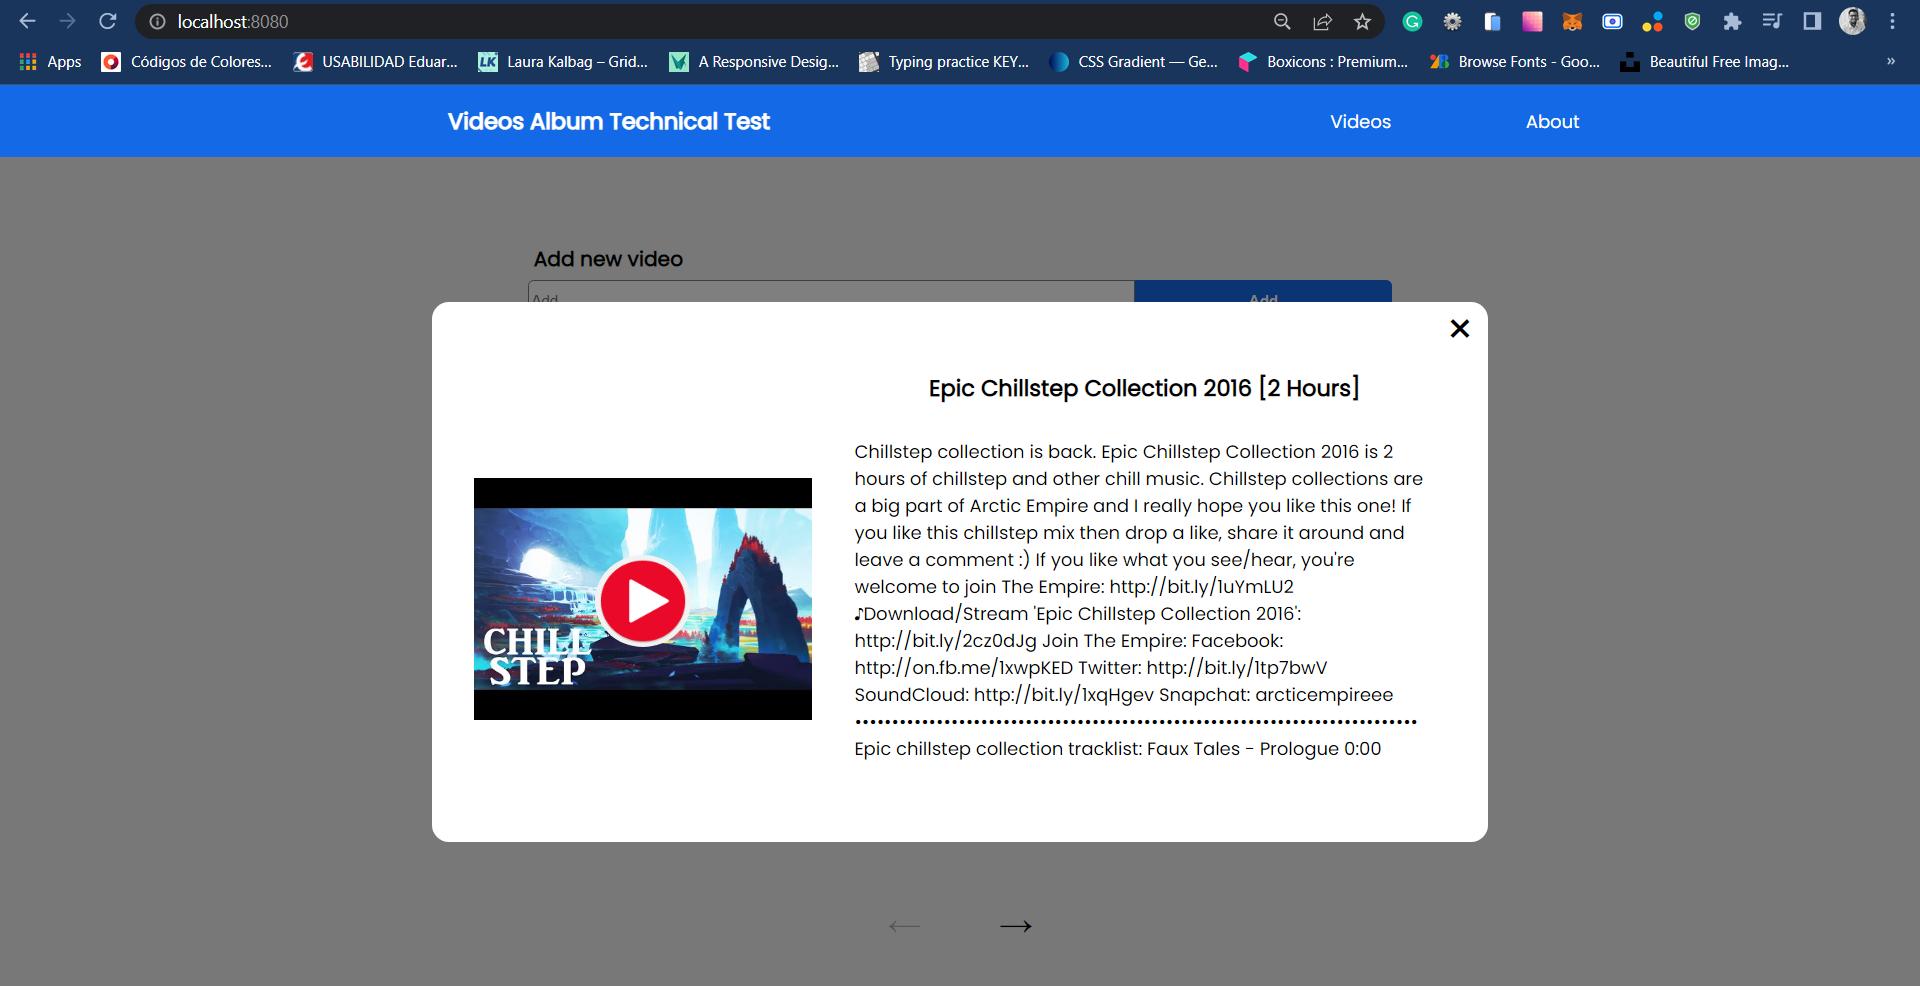 localhost:8080
Apps
Códigos de Colores...
USABILIDAD Eduar...
LK
Laura Kalbag – Grid...
A Responsive Desig...
Typing practice KEY...
CSS Gradient — Ge...
Boxicons : Premium...
Browse Fonts - Goo...
Beautiful Free Imag...
»
Videos Album Technical Test
Videos
About
Add new video
Add
Add
Epic Chillstep Collection 2016 [2 Hours]
Chillstep collection is back. Epic Chillstep Collection 2016 is 2
hours of chillstep and other chill music. Chillstep collections are
a big part of Arctic Empire and I really hope you like this one! If
you like this chillstep mix then drop a like, share it around and
leave a comment :) If you like what you see/hear, you're
welcome to join The Empire: http://bit.ly/1uYmLU2
♪Download/Stream 'Epic Chillstep Collection 2016':
http://bit.ly/2cz0dJg Join The Empire: Facebook:
http://on.fb.me/1xwpKED Twitter: http://bit.ly/1tp7bwV
SoundCloud: http://bit.ly/1xqHgev Snapchat: arcticempireee
••••••••••••••••••••••••••••••••••••••••••••••••••••••••••••••••••••••••••••
Epic chillstep collection tracklist: Faux Tales - Prologue 0:00
CHILL
STEP